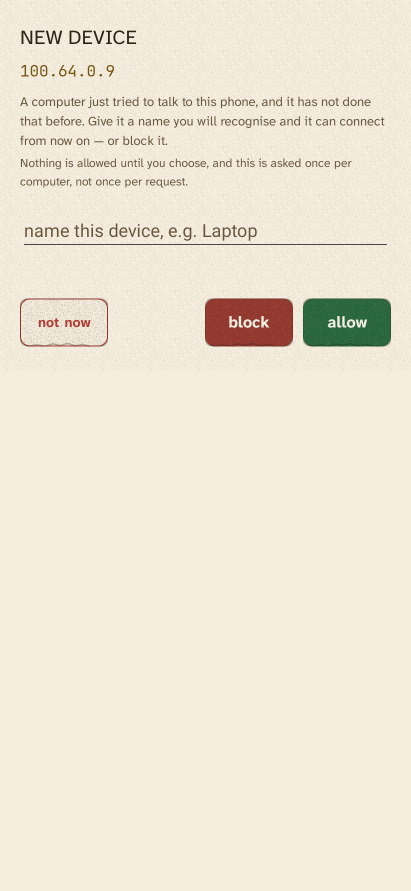 NEW DEVICE
100.64.0.9
A computer just tried to talk to this phone, and it has not done
that before. Give it a name you will recognise and it can connect
from now on — or block it.
Nothing is allowed until you choose, and this is asked once per
computer, not once per request.
name this device, e.g. Laptop
not now
block
allow